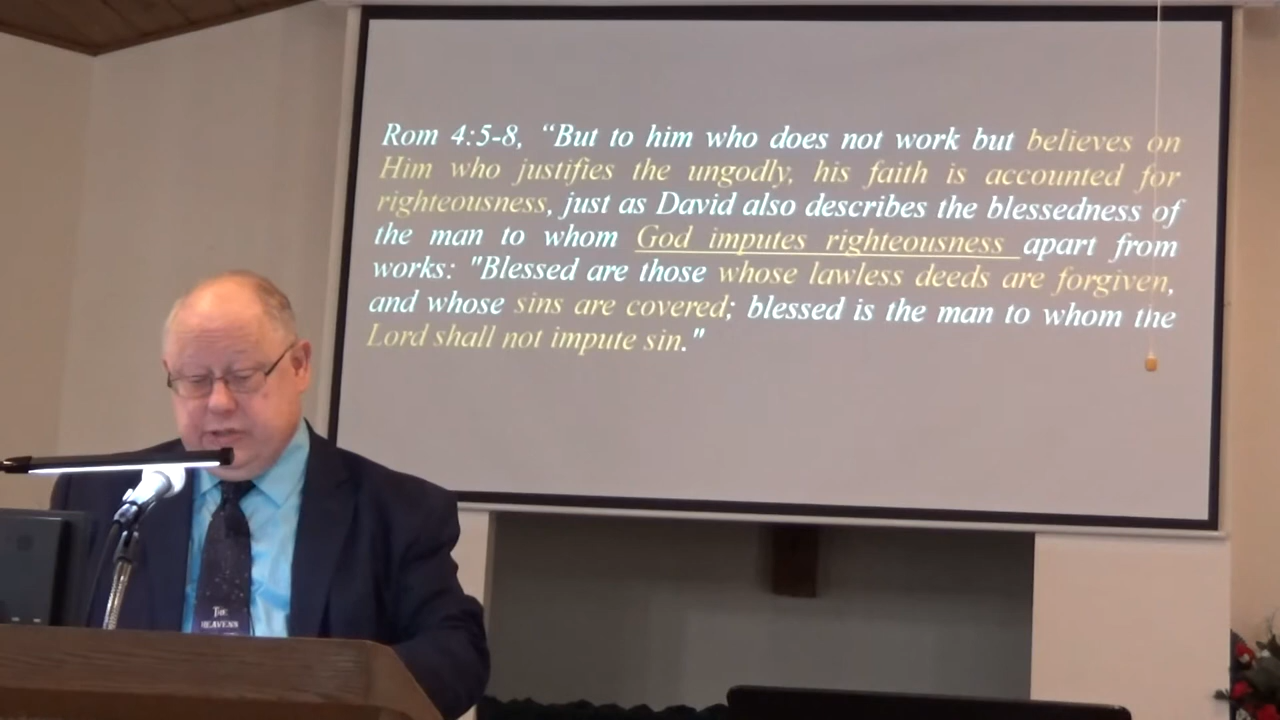 Rom 4:5-8, “But to him who does not work but believes on
Him who justifies the ungodly, his faith is accounted for
righteousness, just as David also describes the blessedness of
the man to whom God imputes righteousness apart from
works: "Blessed are those whose lawless deeds are forgiven,
and whose sins are covered; blessed is the man to whom the
Lord shall not impute sin."
THE
HEAVENS